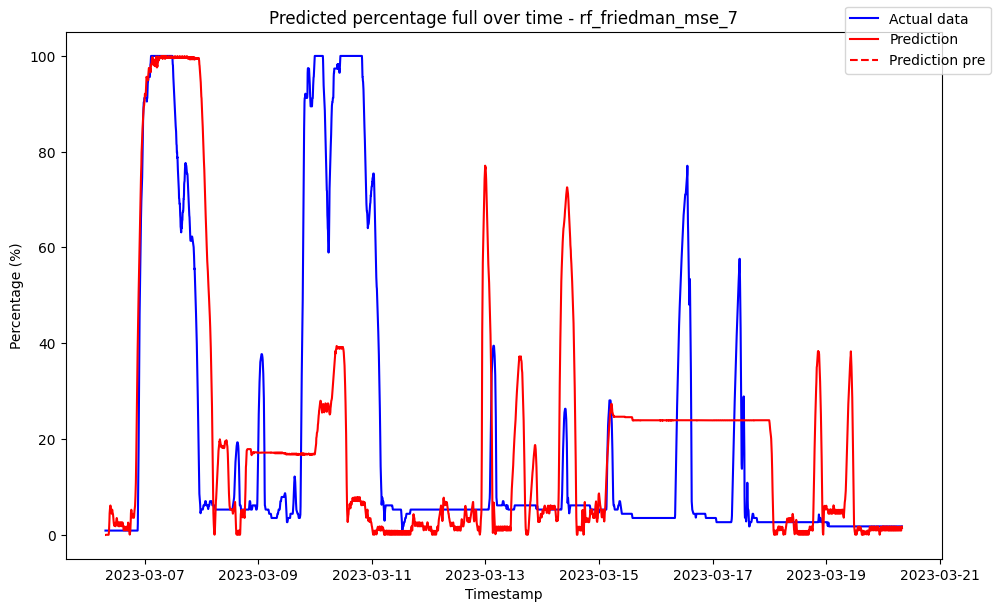 Predicted percentage full over time - rf_friedman_mse_7
Actual data
Prediction
Prediction pre
100
80
60
40
20
0
Percentage (%)
2023-03-07
2023-03-09
2023-03-11
2023-03-13
2023-03-15
2023-03-17
2023-03-19
2023-03-21
Timestamp